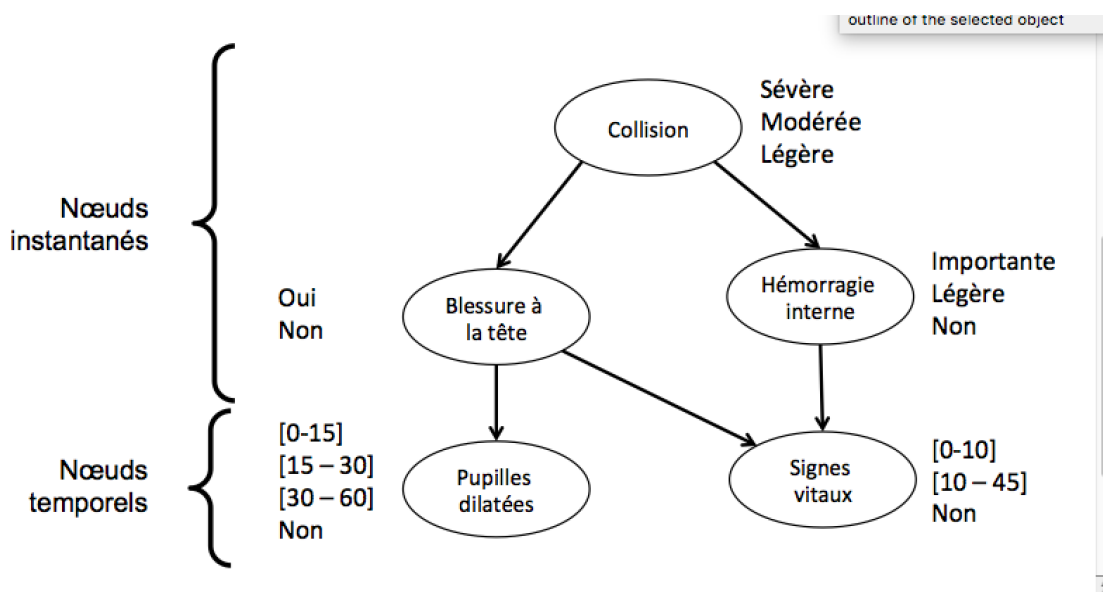 outline of the selected object
Collision
Sévère
Modérée
Légère
Nœuds
instantanés
Oui
Non
Blessure à
la tête
Hémorragie
interne
Importante
Légère
Non
Nœuds
temporels
[0-15]
[15 – 30]
[30 – 60]
Non
Pupilles
dilatées
Signes
vitaux
[0-10]
[10 – 45]
Non